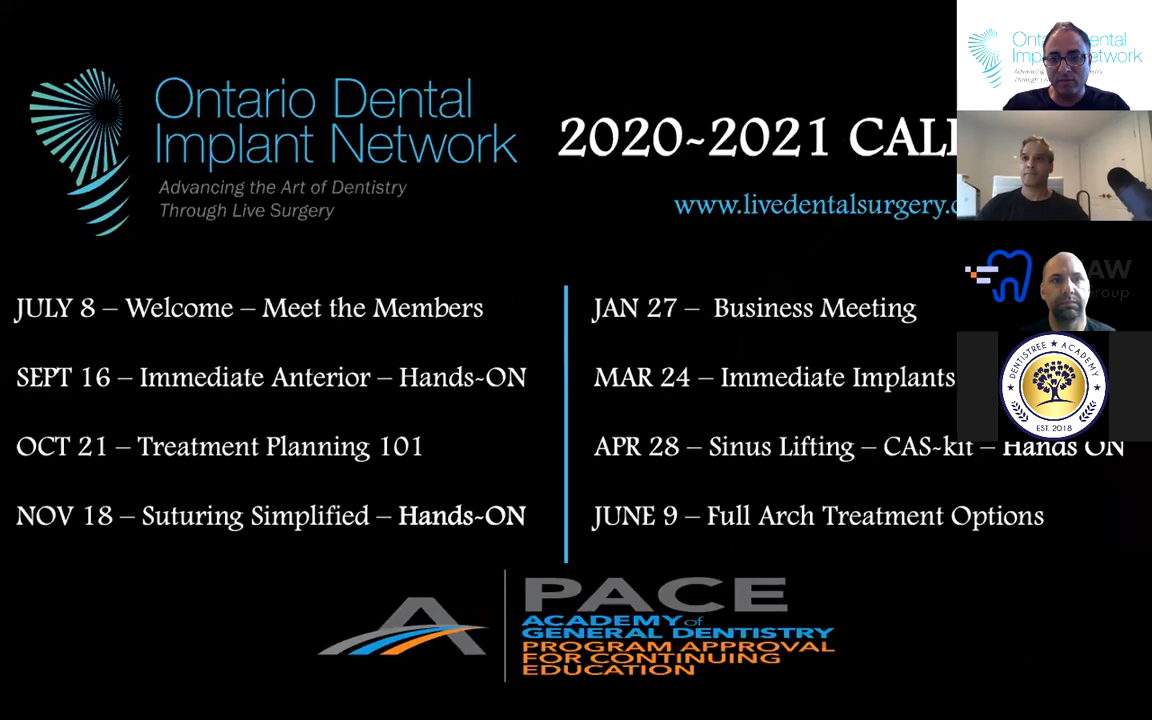 Ontario Dental
Implant Network
Advancing the Art of Dentistry
Through Live Surgery
2020~2021
www.livedentalsurgery.
JULY 8 – Welcome – Meet the Members
SEPT 16 – Immediate Anterior – Hands~ON
OCT 21 – Treatment Planning 101
NOV 18 – Suturing Simplified – Hands~ON
JAN 27 – Business Meeting
MAR 24 – Immediate Implants
APR 28 – Sinus Lifting – CAS~kit – Hands ON
JUNE 9 – Full Arch Treatment Options
PACE
ACADEMY of
GENERAL DENTISTRY
PROGRAM APPROVAL
FOR CONTINUING
EDUCATION
DENTISTREE ★ ACADEMY
EST. 2018